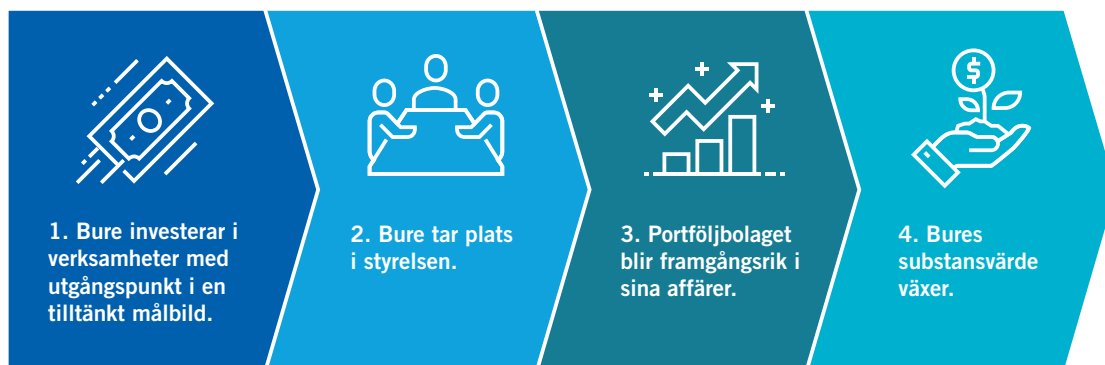 1. Bure investerar i
verksamheter med
utgångspunkt i en
tilltänkt målbild.
2. Bure tar plats
i styrelsen.
3. Portföljbolaget
blir framgångsrik i
sina affärer.
4. Bures
substansvärde
växer.
$